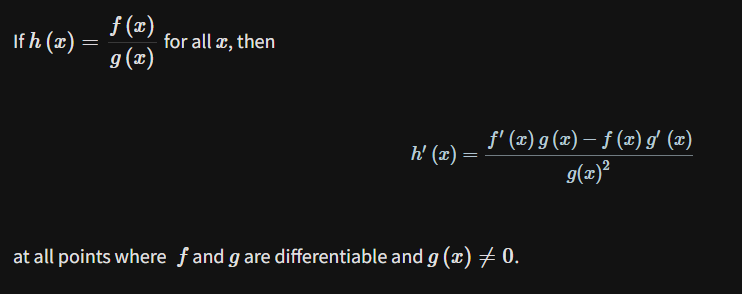 If h (x) = f (x) / g (x) for all x, then
h′ (x) = f′ (x) g (x) − f (x) g′ (x) / g(x)²
at all points where f and g are differentiable and g (x) ≠ 0.